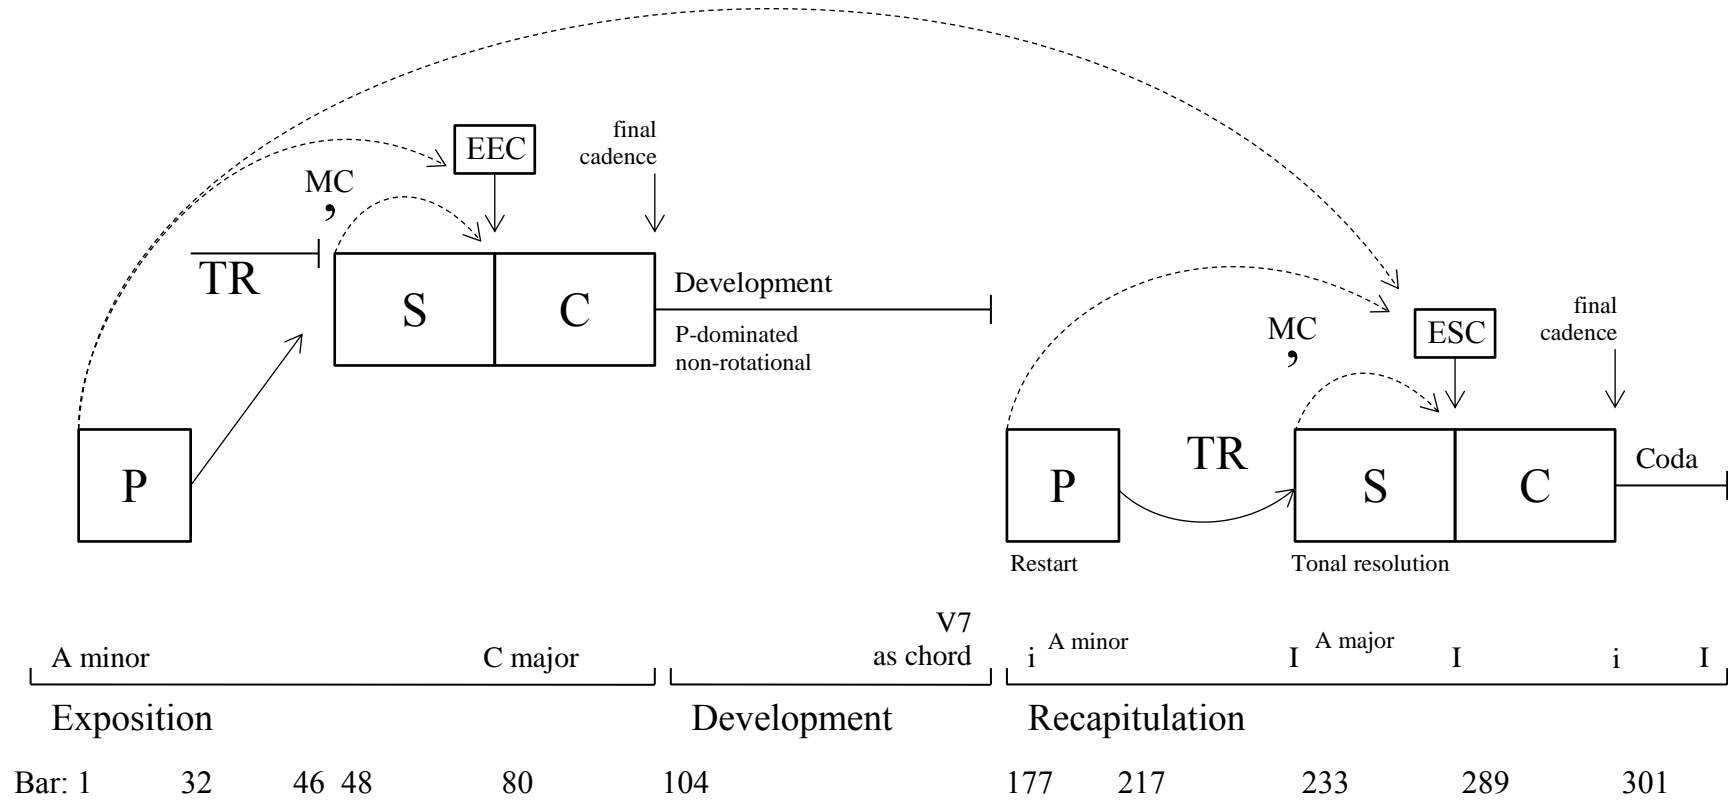 EEC
final
cadence
MC
,
TR
S
C
Development
P-dominated
non-rotational
P
MC
,
ESC
final
cadence
P
TR
S
C
Coda
Restart
Tonal resolution
A minor
C major
V7
as chord
i A minor I A major I i I
Exposition
Development
Recapitulation
Bar: 1 32 46 48 80 104 177 217 233 289 301